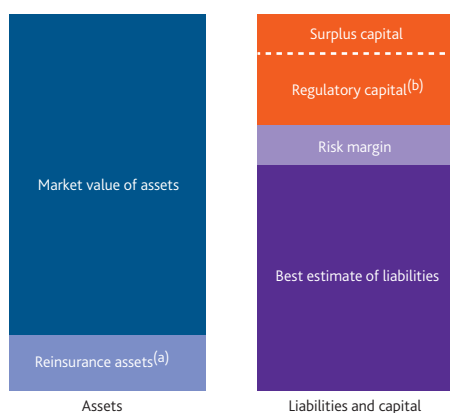 Surplus capital
Regulatory capital(b)
Risk margin
Market value of assets
Best estimate of liabilities
Reinsurance assets(a)
Assets
Liabilities and capital